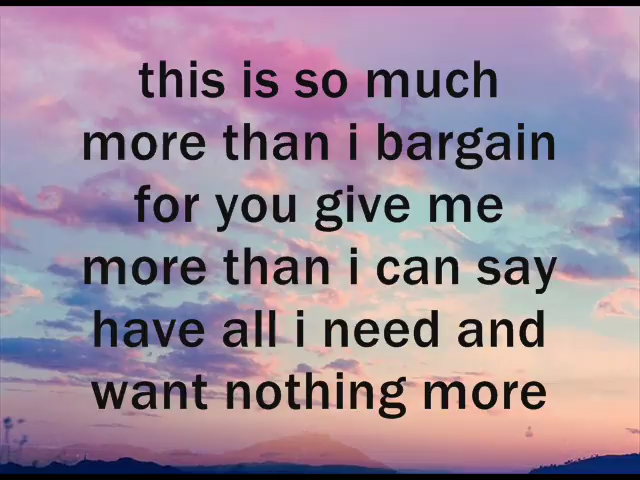 this is so much
more than i bargain
for you give me
more than i can say
have all i need and
want nothing more